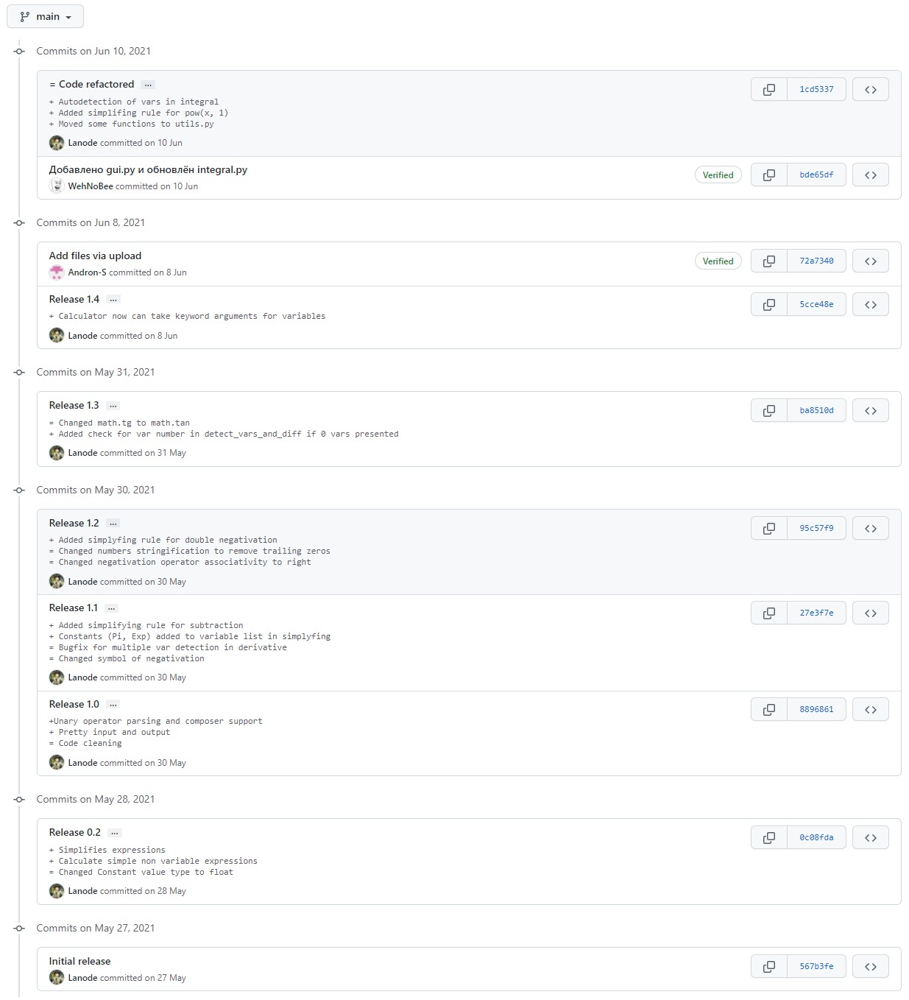 main
Commits on Jun 10, 2021
= Code refactored ...
1cd5337
+ Autodetection of vars in integral
+ Added simplifing rule for pow(x, 1)
+ Moved some functions to utils.py
Lanode committed on 10 Jun
Добавлено gui.py и обновлён integral.py
Verified
bde65df
WehNoBee committed on 10 Jun
Commits on Jun 8, 2021
Add files via upload
Verified
72a7340
Andron-S committed on 8 Jun
Release 1.4 ...
5cce48e
+ Calculator now can take keyword arguments for variables
Lanode committed on 8 Jun
Commits on May 31, 2021
Release 1.3 ...
ba8510d
= Changed math.tg to math.tan
+ Added check for var number in detect_vars_and_diff if 0 vars presented
Lanode committed on 31 May
Commits on May 30, 2021
Release 1.2 ...
95c57f9
+ Added simplyfing rule for double negativation
= Changed numbers stringification to remove trailing zeros
= Changed negativation operator associativity to right
Lanode committed on 30 May
Release 1.1 ...
27e3f7e
+ Added simplifying rule for subtraction
+ Constants (Pi, Exp) added to variable list in simplyfing
= Bugfix for multiple var detection in derivative
= Changed symbol of negativation
Lanode committed on 30 May
Release 1.0 ...
8896861
+Unary operator parsing and composer support
+ Pretty input and output
= Code cleaning
Lanode committed on 30 May
Commits on May 28, 2021
Release 0.2 ...
0c08fda
+ Simplifies expressions
+ Calculate simple non variable expressions
= Changed Constant value type to float
Lanode committed on 28 May
Commits on May 27, 2021
Initial release
567b3fe
Lanode committed on 27 May